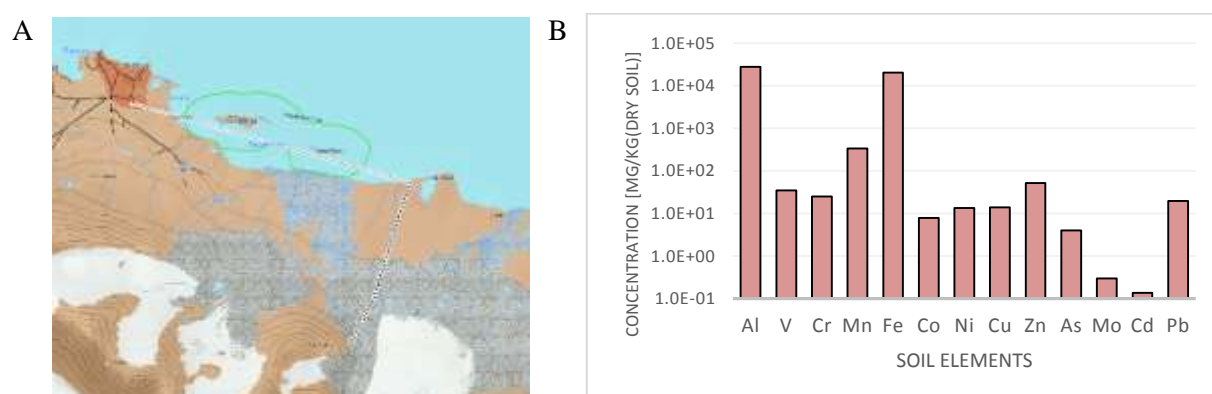 A
B
CONCENTRATION [MG/KG(DRY SOIL)]
1.0E+05
1.0E+04
1.0E+03
1.0E+02
1.0E+01
1.0E+00
1.0E-01
Al V Cr Mn Fe Co Ni Cu Zn As Mo Cd Pb
SOIL ELEMENTS